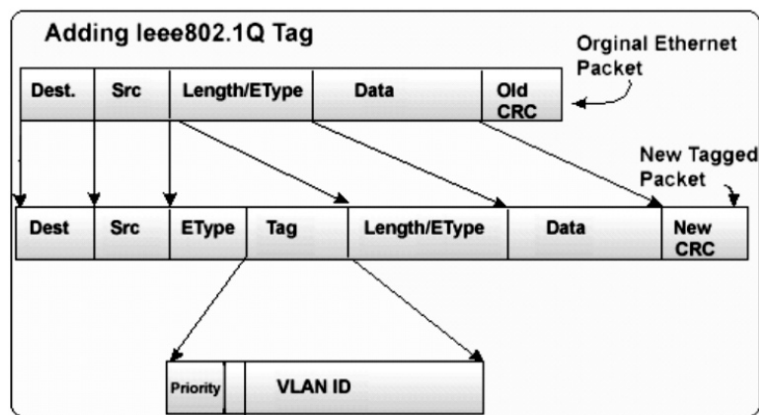 Adding Ieee802.1Q Tag
Orginal Ethernet
Packet
Dest. Src Length/EType Data Old
CRC
New Tagged
Packet
Dest Src EType Tag Length/EType Data New
CRC
Priority VLAN ID